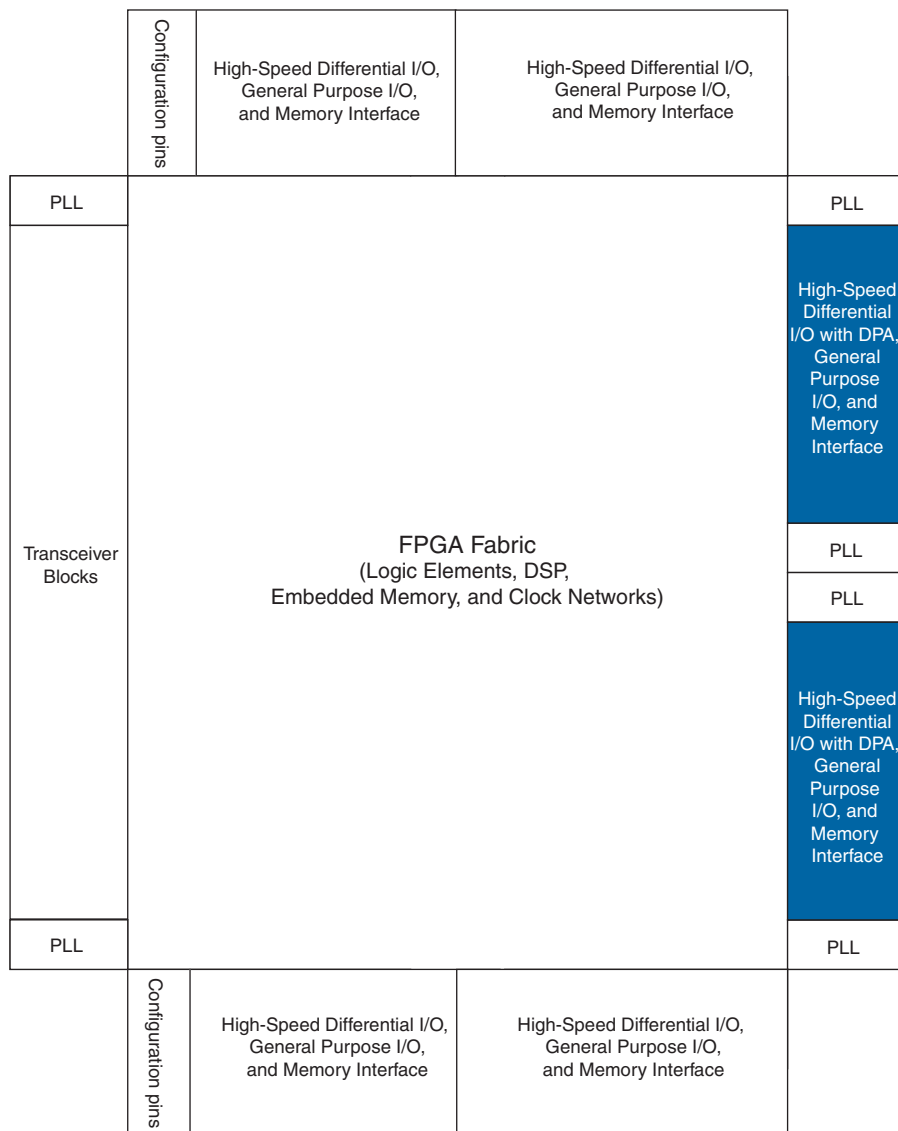 Configuration pins
High-Speed Differential I/O,
General Purpose I/O,
and Memory Interface
High-Speed Differential I/O,
General Purpose I/O,
and Memory Interface
PLL
PLL
Transceiver
Blocks
FPGA Fabric
(Logic Elements, DSP,
Embedded Memory, and Clock Networks)
High-Speed
Differential
I/O with DPA,
General
Purpose
I/O, and
Memory
Interface
PLL
PLL
High-Speed
Differential
I/O with DPA,
General
Purpose
I/O, and
Memory
Interface
PLL
PLL
Configuration pins
High-Speed Differential I/O,
General Purpose I/O,
and Memory Interface
High-Speed Differential I/O,
General Purpose I/O,
and Memory Interface